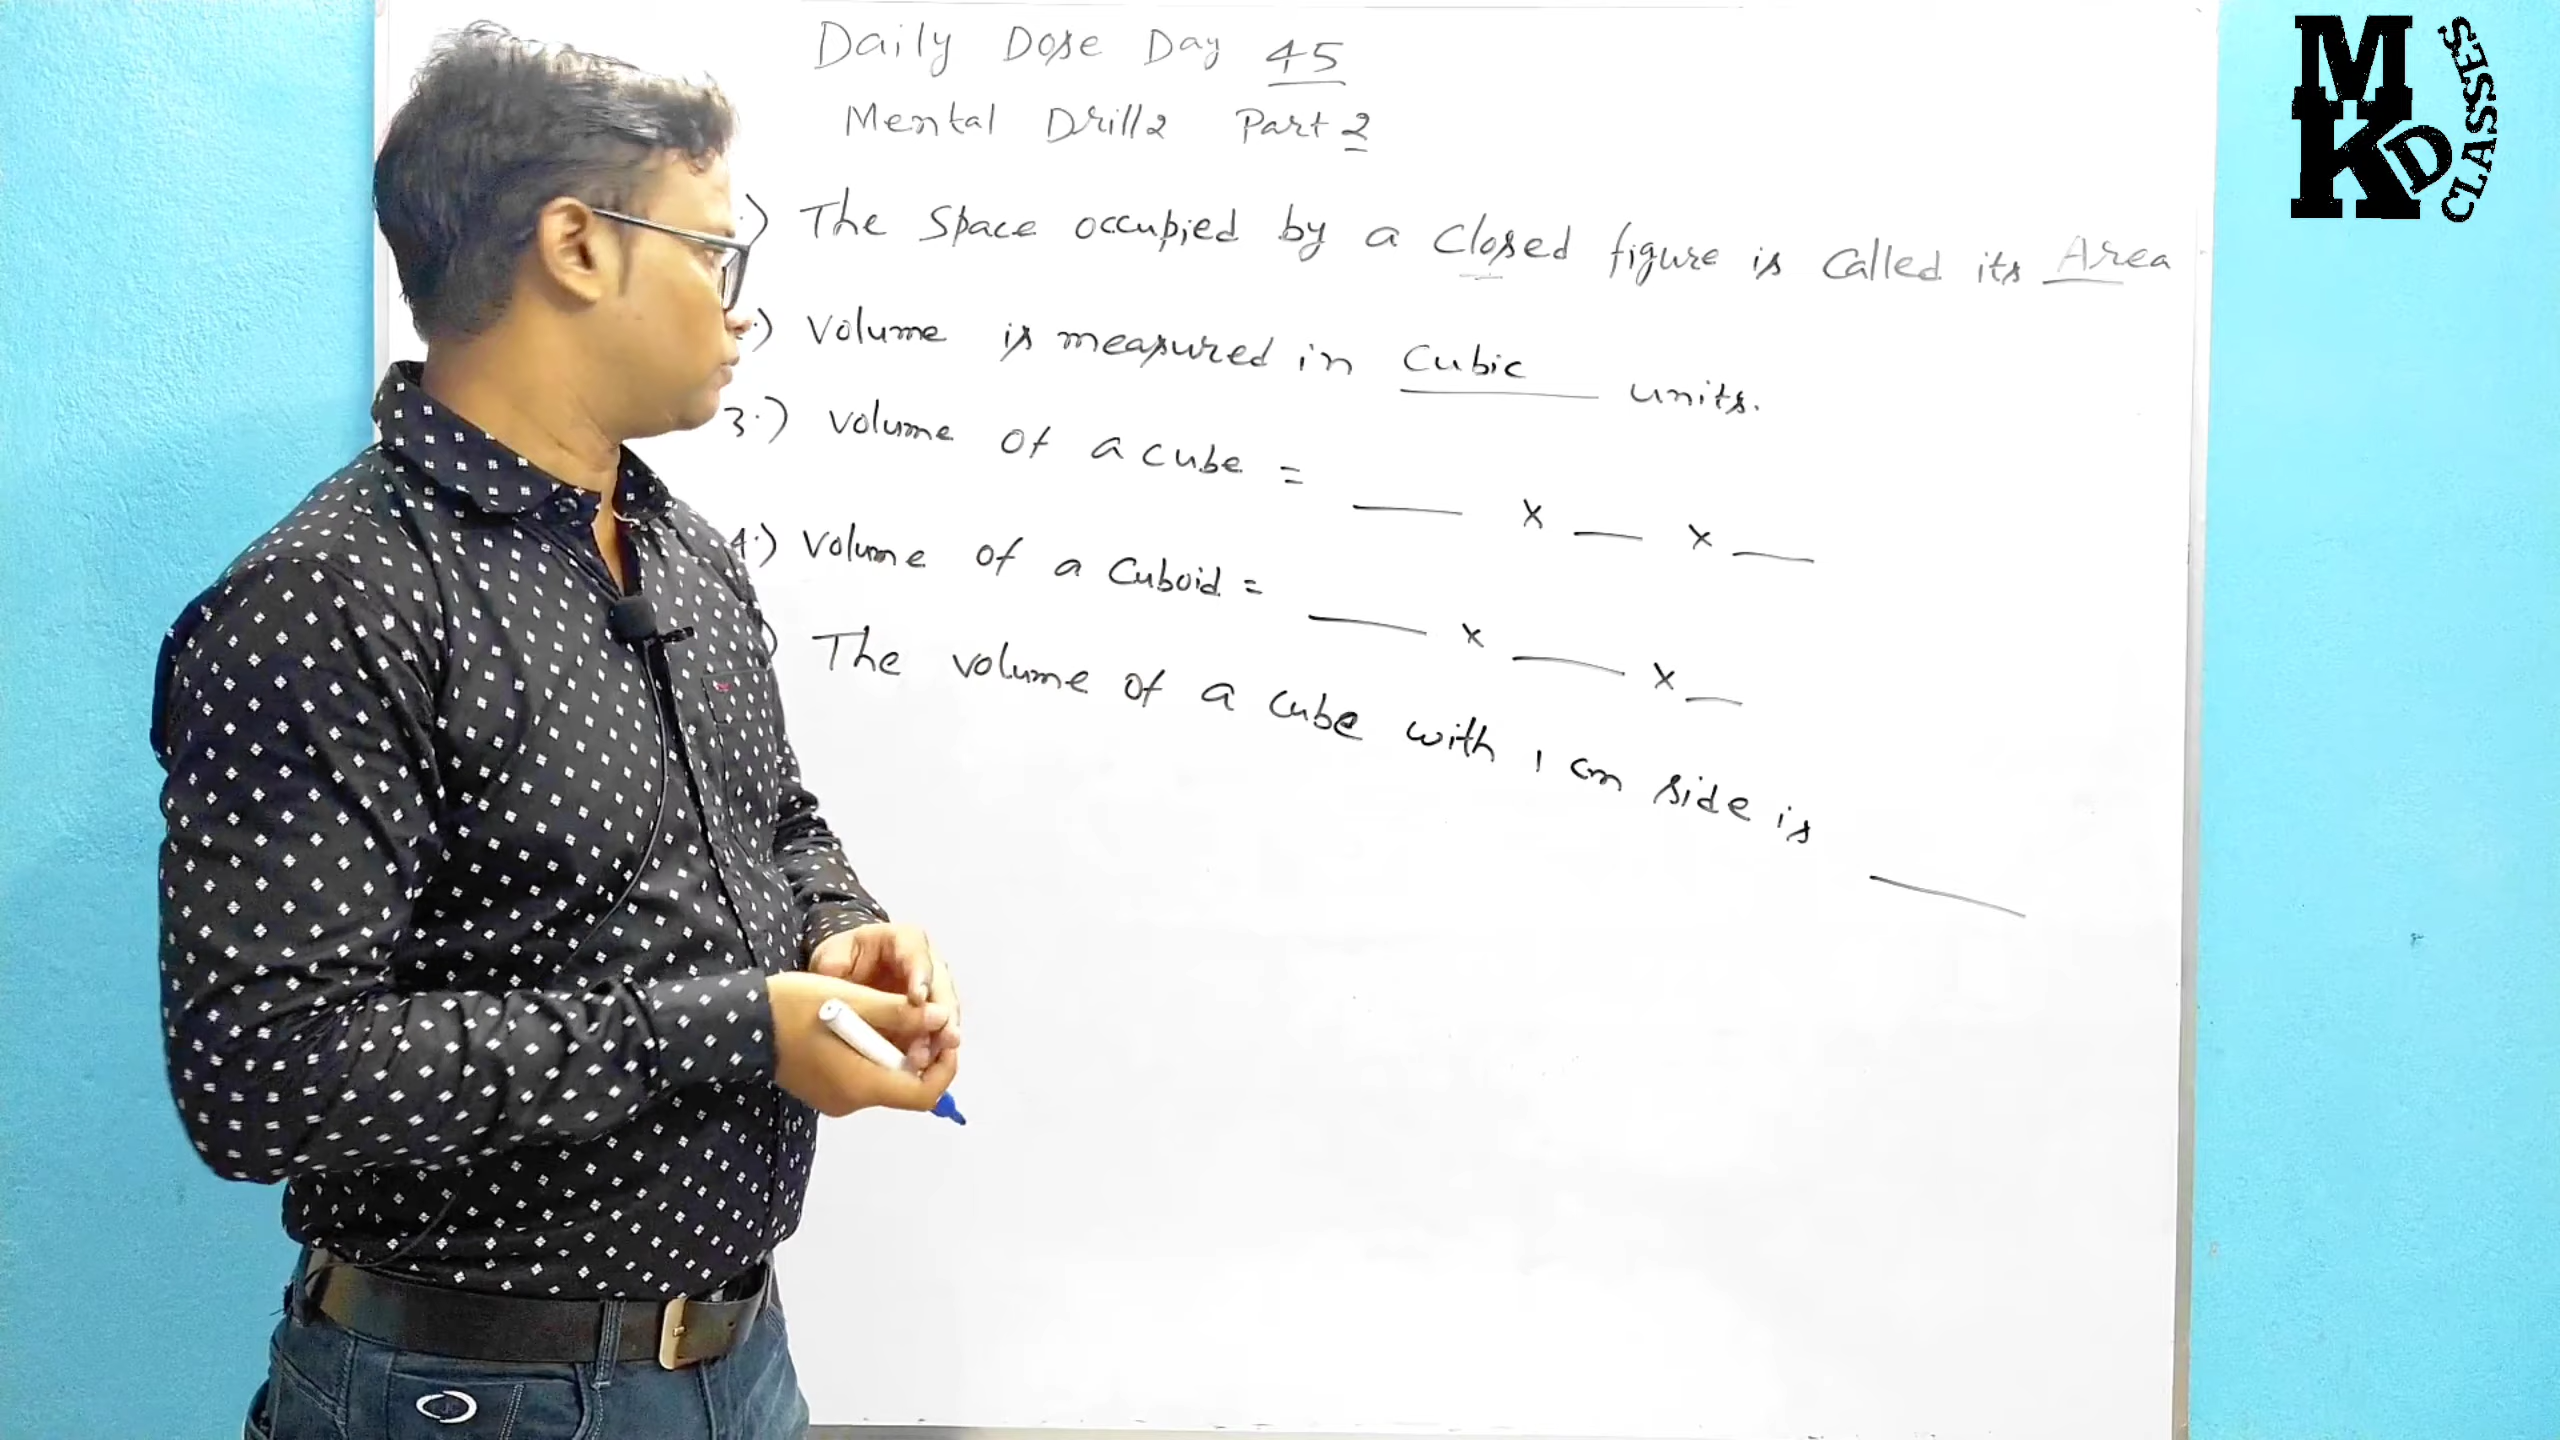 Daily Dose Day 45
Mental Drill 2 Part 2
.) The Space occupied by a Closed figure is called its Area
.) Volume is measured in Cubic units.
3.) Volume of a cube = ___ x ___ x ___
4.) Volume of a Cuboid = ___ x ___ x ___
) The volume of a cube with 1 cm side is ___
MKD CLASSES